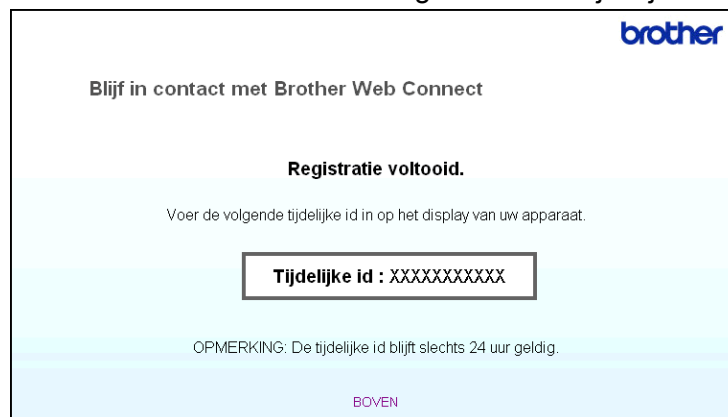 brother
Blijf in contact met Brother Web Connect
Registratie voltooid.
Voer de volgende tijdelijke id in op het display van uw apparaat.
Tijdelijke id : XXXXXXXXXXX
OPMERKING: De tijdelijke id blijft slechts 24 uur geldig.
BOVEN